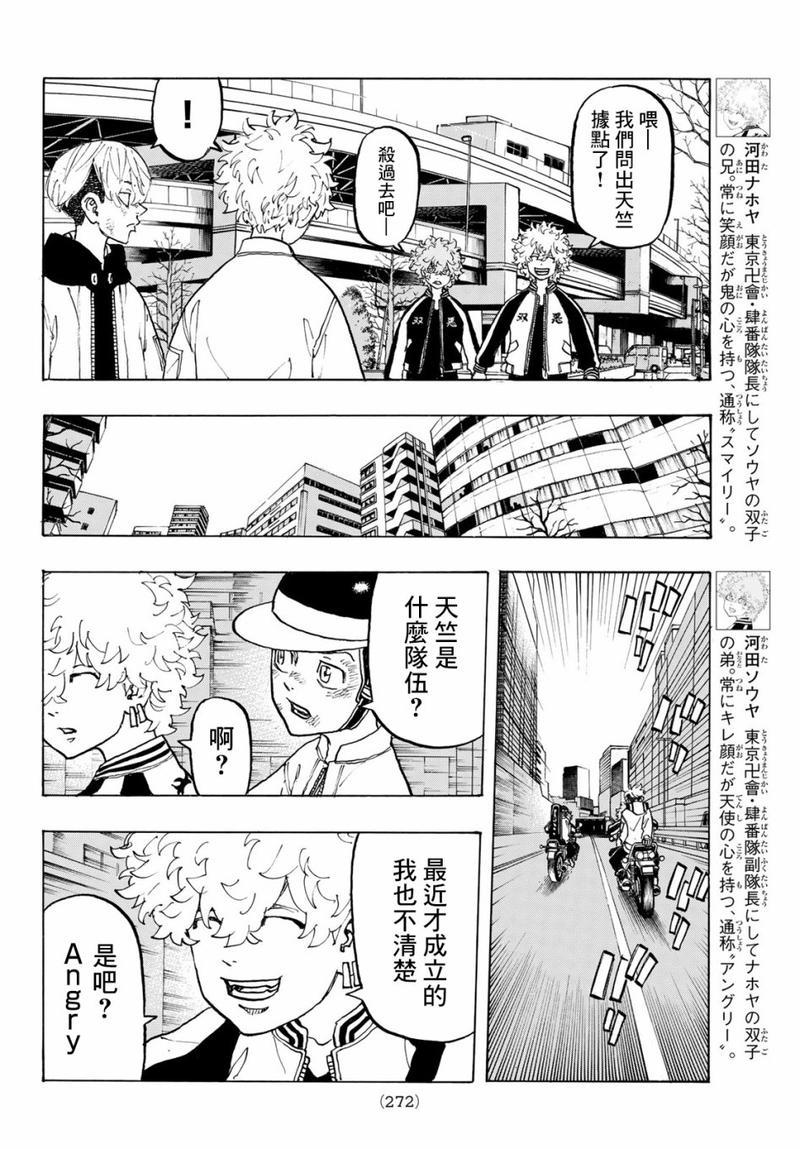 喂—
我們問出天竺
據點了！
殺過去吧—
！
双悪
河田ナホヤ　東京卍會・肆番隊隊長にしてソウヤの双子
の兄。常に笑顔だが鬼の心を持つ、通称〝スマイリー〟。
天竺是
什麼隊伍？
啊？
最近才成立的
我也不清楚
是吧？
Angry
河田ソウヤ　東京卍會・肆番隊副隊長にしてナホヤの双子
の弟。常にキレ顔だが天使の心を持つ、通称〝アングリー〟。
(272)